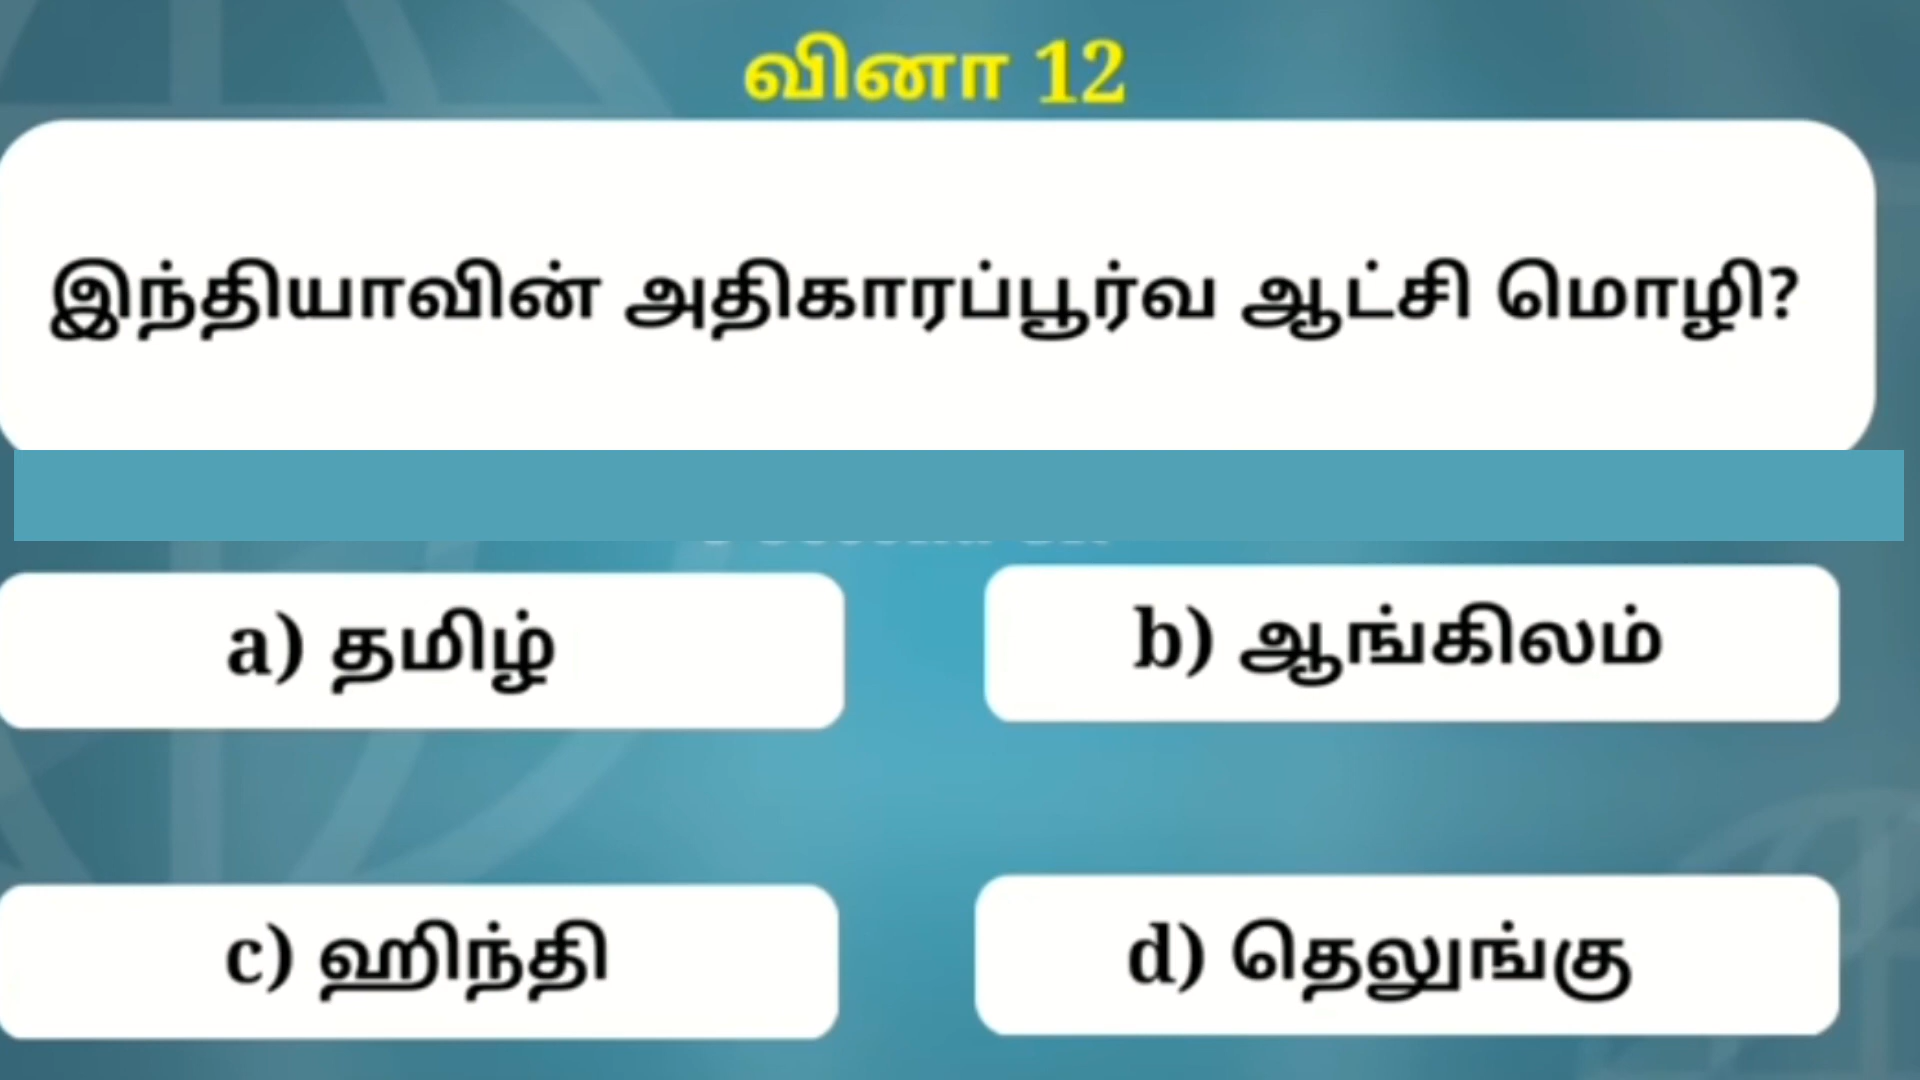 வினா 12
இந்தியாவின் அதிகாரப்பூர்வ ஆட்சி மொழி?
a) தமிழ்
b) ஆங்கிலம்
c) ஹிந்தி
d) தெலுங்கு